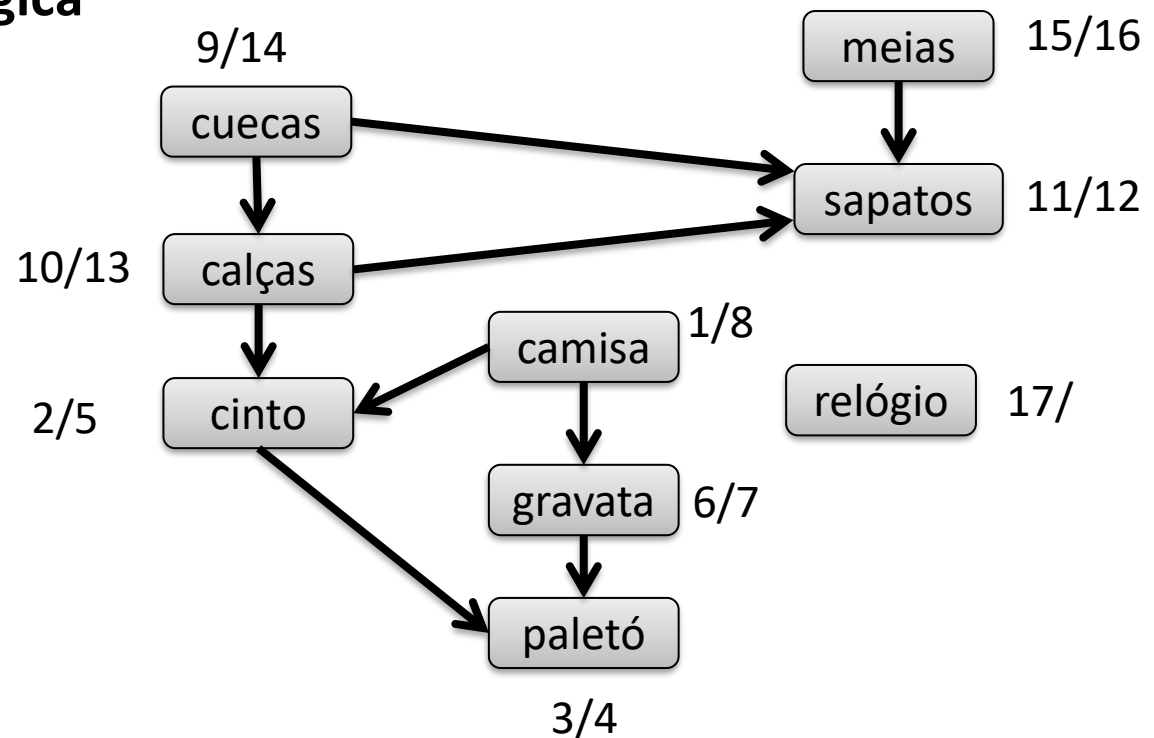 gica
9/14
meias
15/16
cuecas
sapatos
11/12
10/13
calças
camisa
1/8
2/5
cinto
relógio
17/
gravata
6/7
paletó
3/4